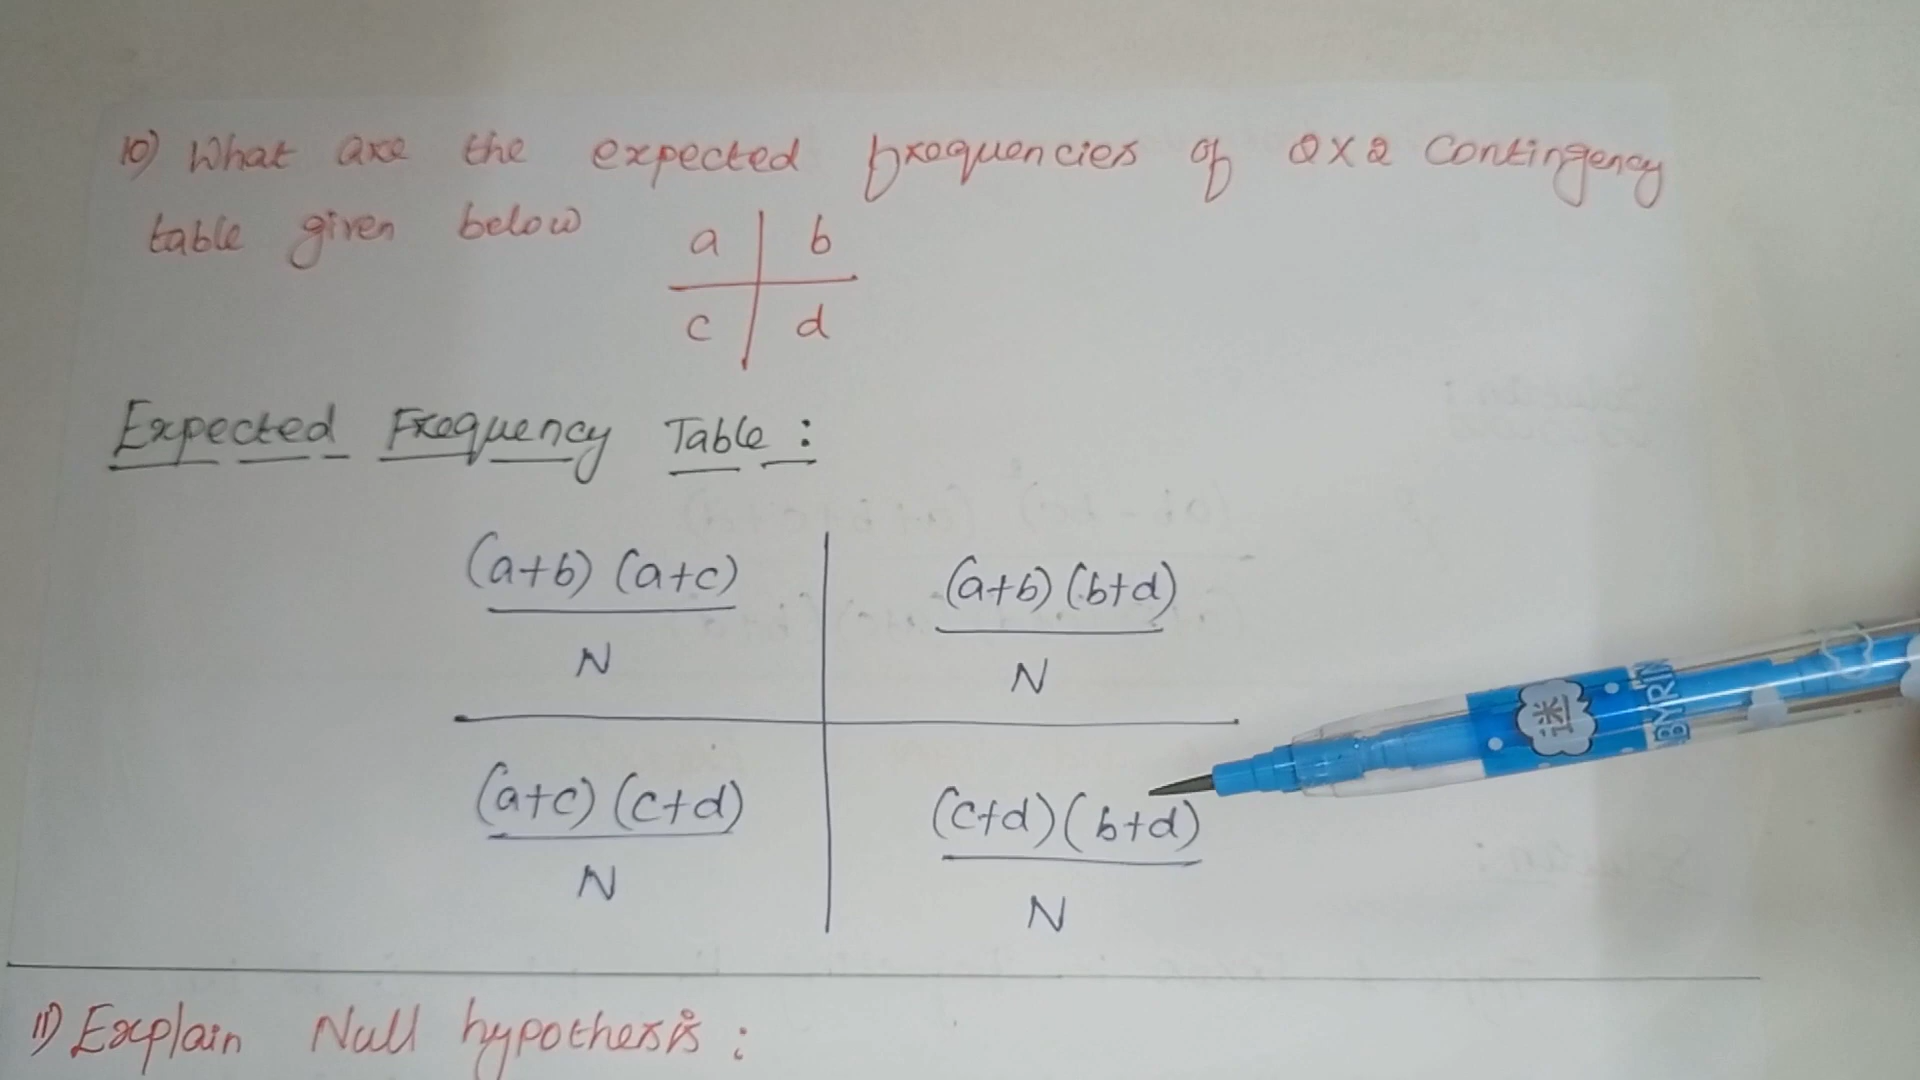 10) What are the expected frequencies of 2x2 Contingency
table given below
a b
c d
Expected Frequency Table :
(a+b) (a+c) (a+b) (b+d)
N N
(a+c) (c+d) (c+d) (b+d)
N N
迷
11) Explain Null hypothesis :